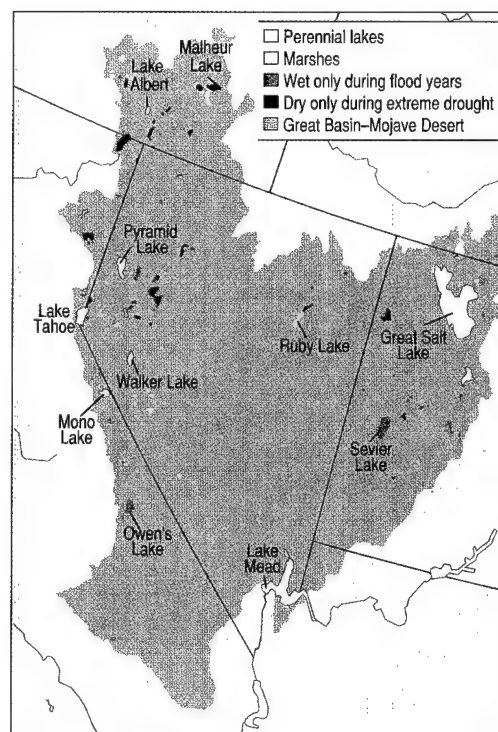 Perennial lakes
Marshes
Wet only during flood years
Dry only during extreme drought
Great Basin–Mojave Desert
Malheur
Lake
Lake
Albert
Pyramid
Lake
Lake
Tahoe
Ruby Lake
Great Salt
Lake
Walker Lake
Mono
Lake
Sevier
Lake
Owen's
Lake
Lake
Mead